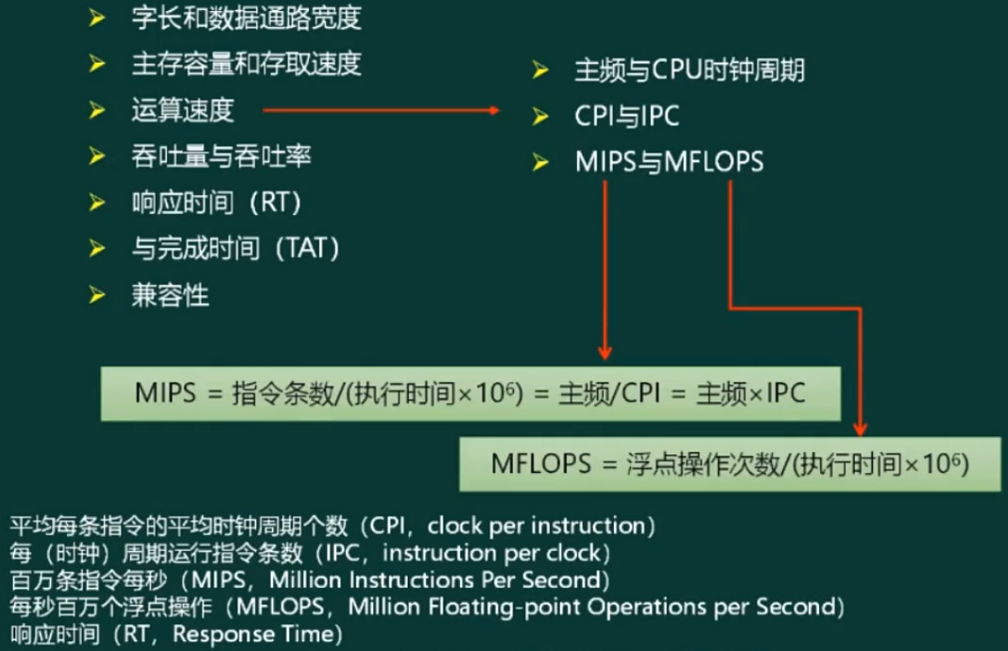 字长和数据通路宽度
主存容量和存取速度
运算速度
吞吐量与吞吐率
响应时间（RT）
与完成时间（TAT）
兼容性
主频与CPU时钟周期
CPI与IPC
MIPS与MFLOPS
MIPS = 指令条数/(执行时间×10⁶) = 主频/CPI = 主频×IPC
MFLOPS = 浮点操作次数/(执行时间×10⁶)
平均每条指令的平均时钟周期个数（CPI，clock per instruction）
每（时钟）周期运行指令条数（IPC，instruction per clock）
百万条指令每秒（MIPS，Million Instructions Per Second）
每秒百万个浮点操作（MFLOPS，Million Floating-point Operations per Second）
响应时间（RT，Response Time）